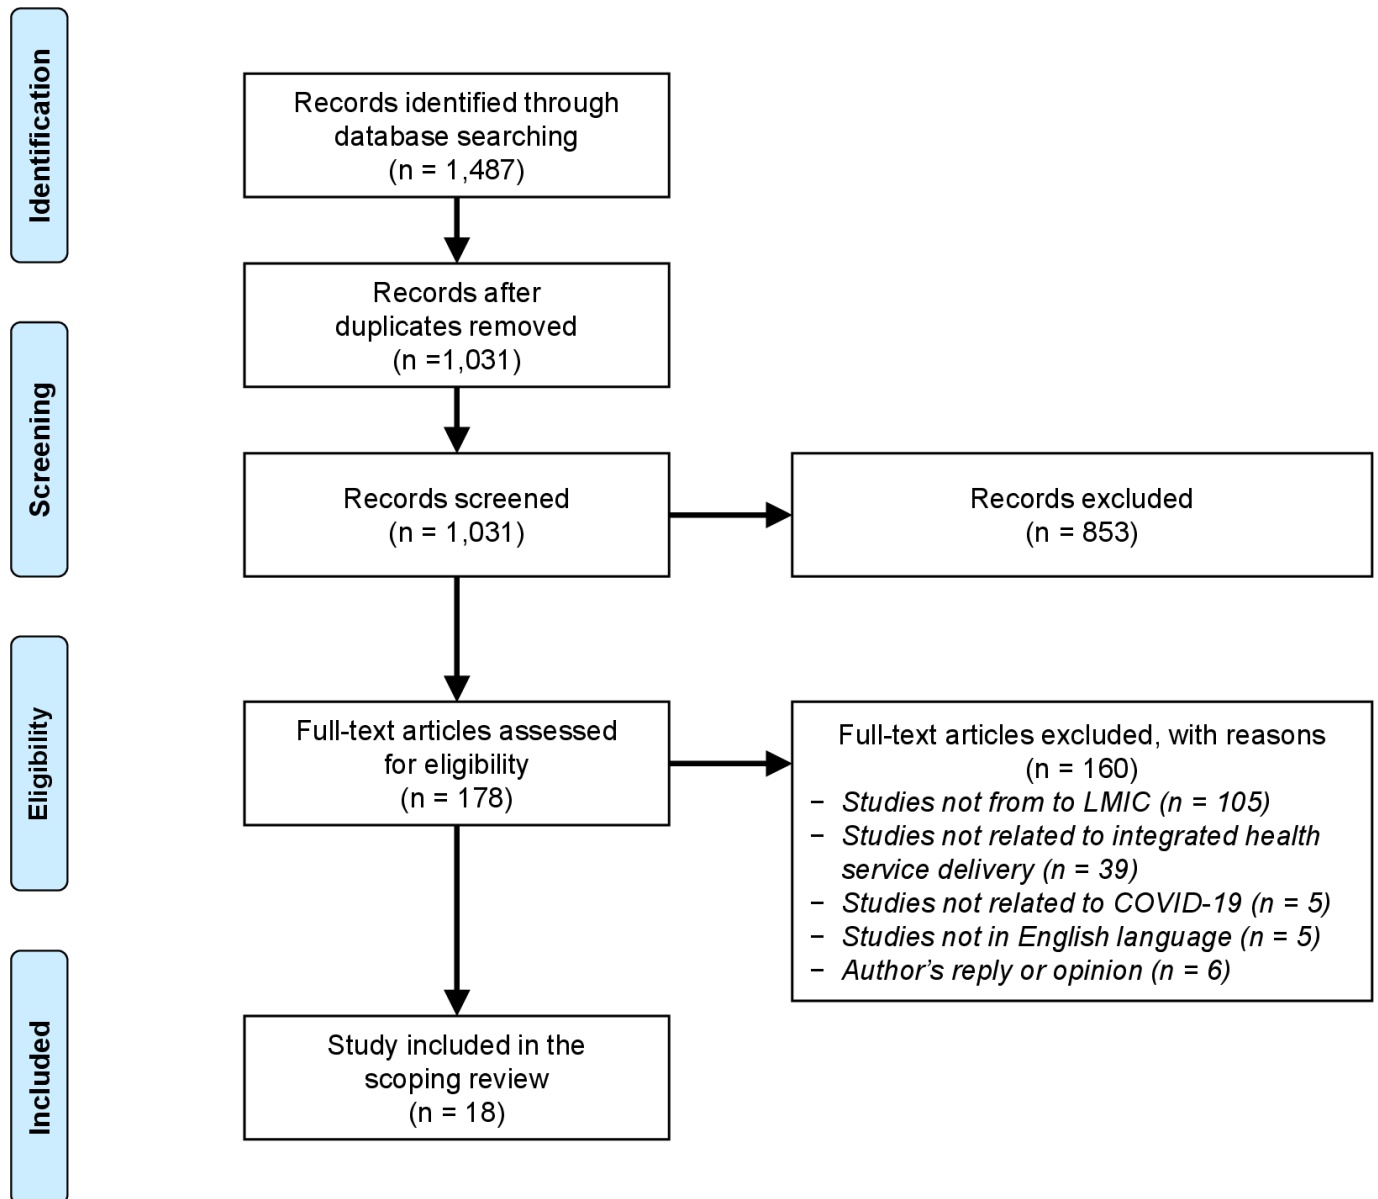 Identification
Records identified through
database searching
(n = 1,487)
Records after
duplicates removed
(n =1,031)
Screening
Records screened
(n = 1,031)
Records excluded
(n = 853)
Eligibility
Full-text articles assessed
for eligibility
(n = 178)
Full-text articles excluded, with reasons
(n = 160)
− Studies not from to LMIC (n = 105)
− Studies not related to integrated health
service delivery (n = 39)
− Studies not related to COVID-19 (n = 5)
− Studies not in English language (n = 5)
− Author’s reply or opinion (n = 6)
Included
Study included in the
scoping review
(n = 18)